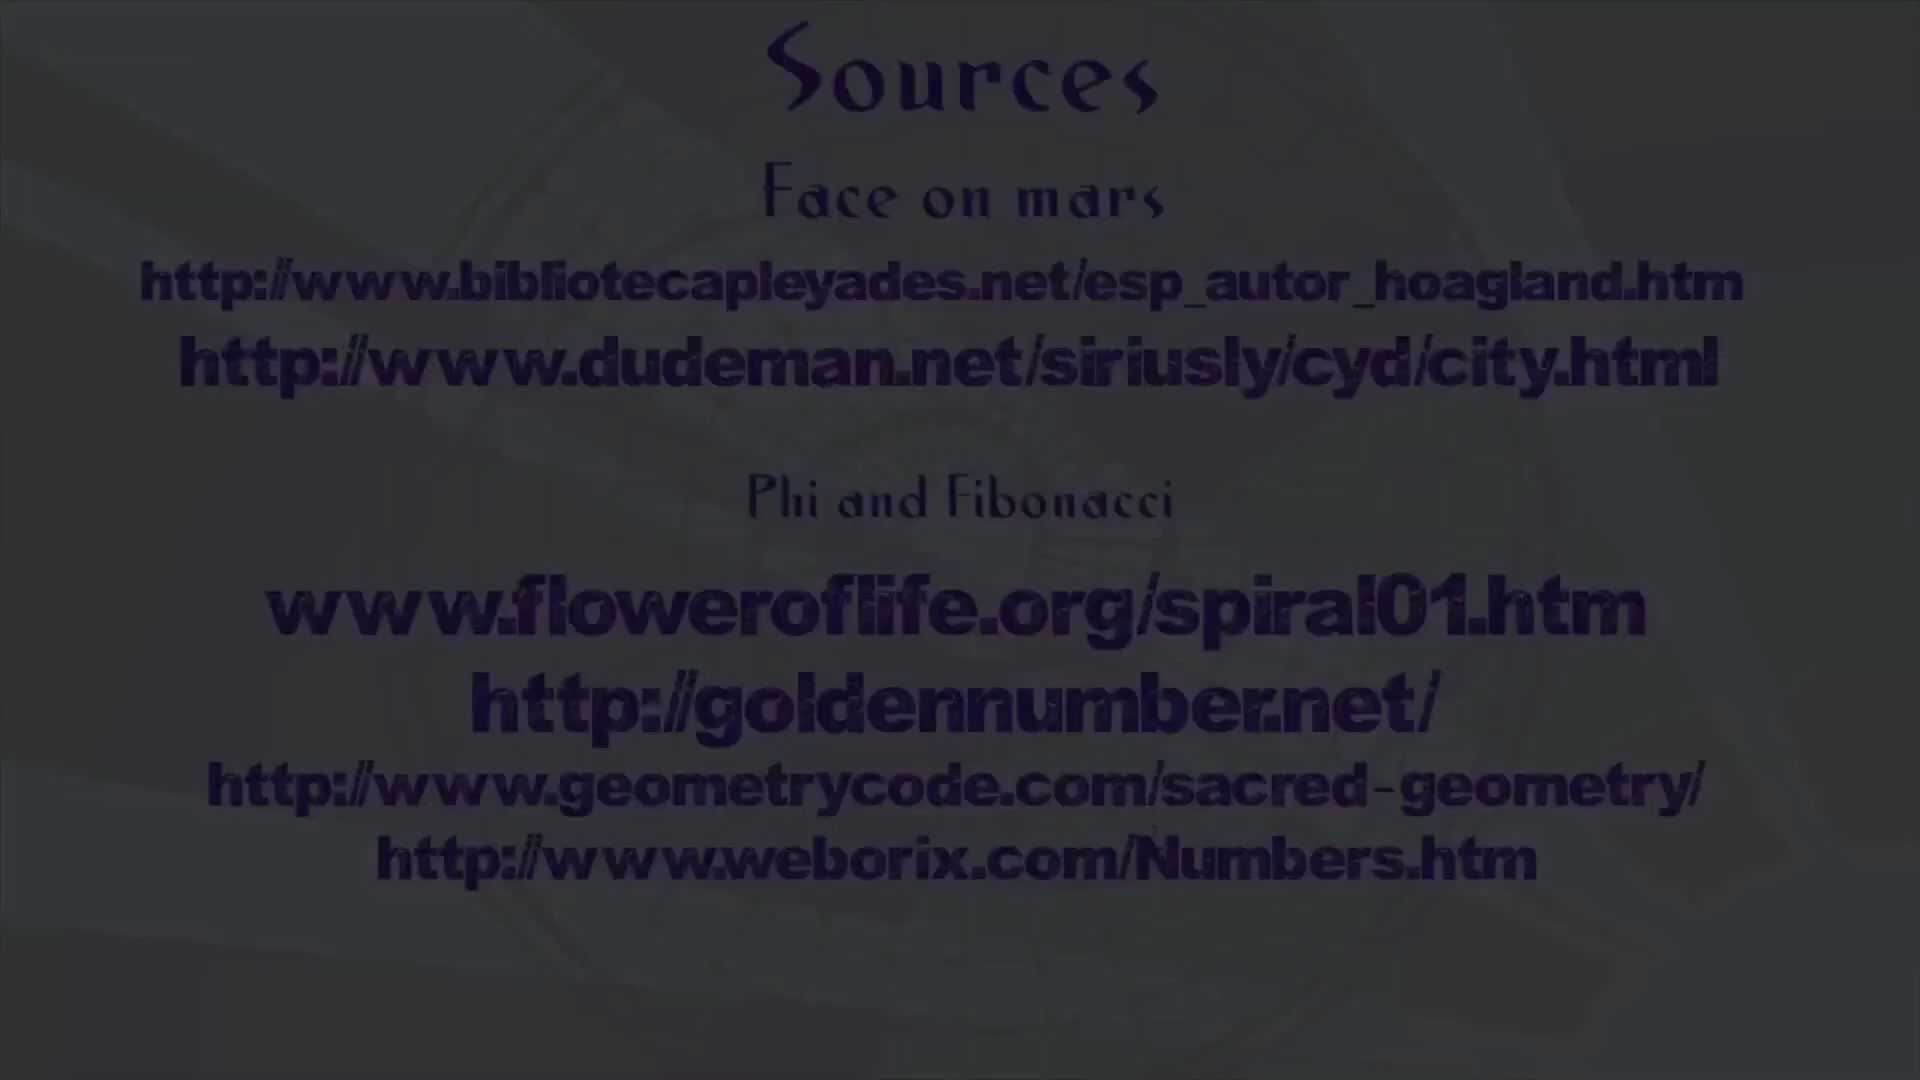 Sources
Face on mars
http://www.bibliotecapleyades.net/esp_autor_hoagland.htm
http://www.dudeman.net/siriusly/cyd/city.html
Phi and Fibonacci
www.floweroflife.org/spiral01.htm
http://goldennumber.net/
http://www.geometrycode.com/sacred-geometry/
http://www.weborix.com/Numbers.htm